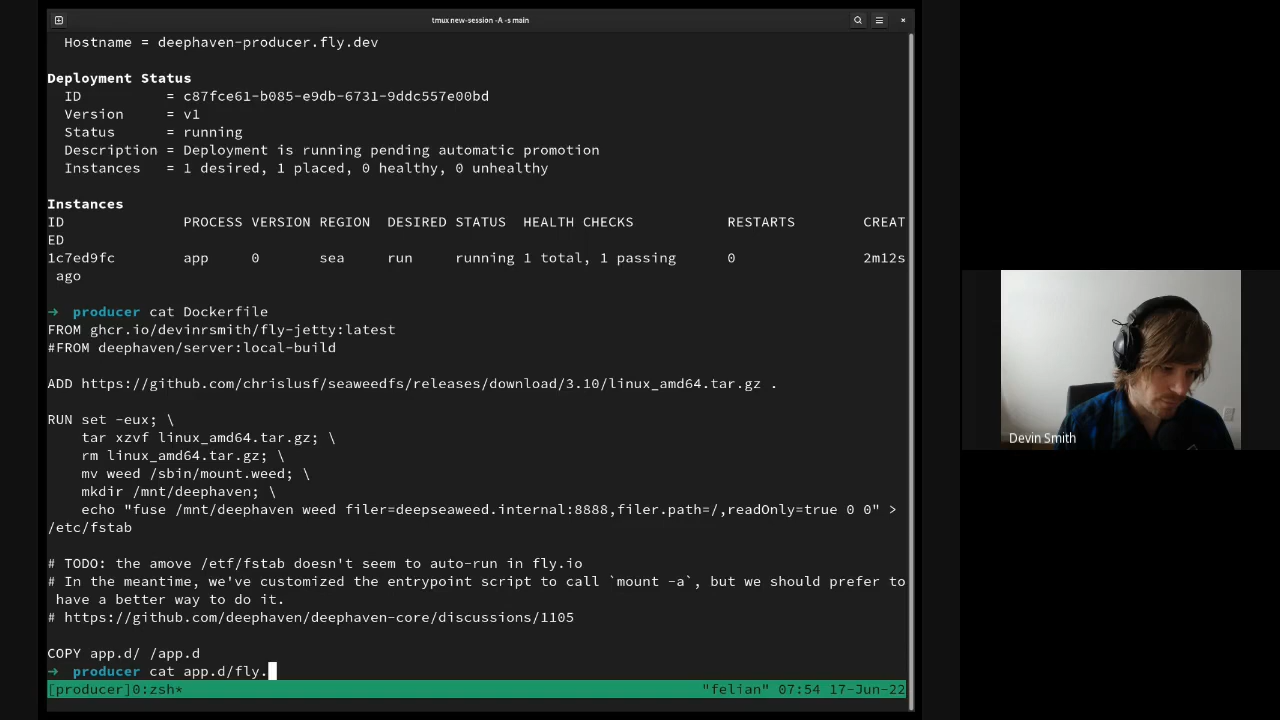 tmux new-session -A -s main
Hostname = deephaven-producer.fly.dev
Deployment Status
ID = c87fce61-b085-e9db-6731-9ddc557e00bd
Version = v1
Status = running
Description = Deployment is running pending automatic promotion
Instances = 1 desired, 1 placed, 0 healthy, 0 unhealthy
Instances
ID PROCESS VERSION REGION DESIRED STATUS HEALTH CHECKS RESTARTS CREAT
ED
1c7ed9fc app 0 sea run running 1 total, 1 passing 0 2m12s
ago
→ producer cat Dockerfile
FROM ghcr.io/devinrsmith/fly-jetty:latest
#FROM deephaven/server:local-build
ADD https://github.com/chrislusf/seaweedfs/releases/download/3.10/linux_amd64.tar.gz .
RUN set -eux; \
tar xzvf linux_amd64.tar.gz; \
rm linux_amd64.tar.gz; \
mv weed /sbin/mount.weed; \
mkdir /mnt/deephaven; \
echo "fuse /mnt/deephaven weed filer=deepseaweed.internal:8888,filer.path=/,readOnly=true 0 0" >
/etc/fstab
# TODO: the amove /etf/fstab doesn't seem to auto-run in fly.io
# In the meantime, we've customized the entrypoint script to call `mount -a`, but we should prefer to
have a better way to do it.
# https://github.com/deephaven/deephaven-core/discussions/1105
COPY app.d/ /app.d
→ producer cat app.d/fly.
[producer]0:zsh* "felian" 07:54 17-Jun-22
Devin Smith